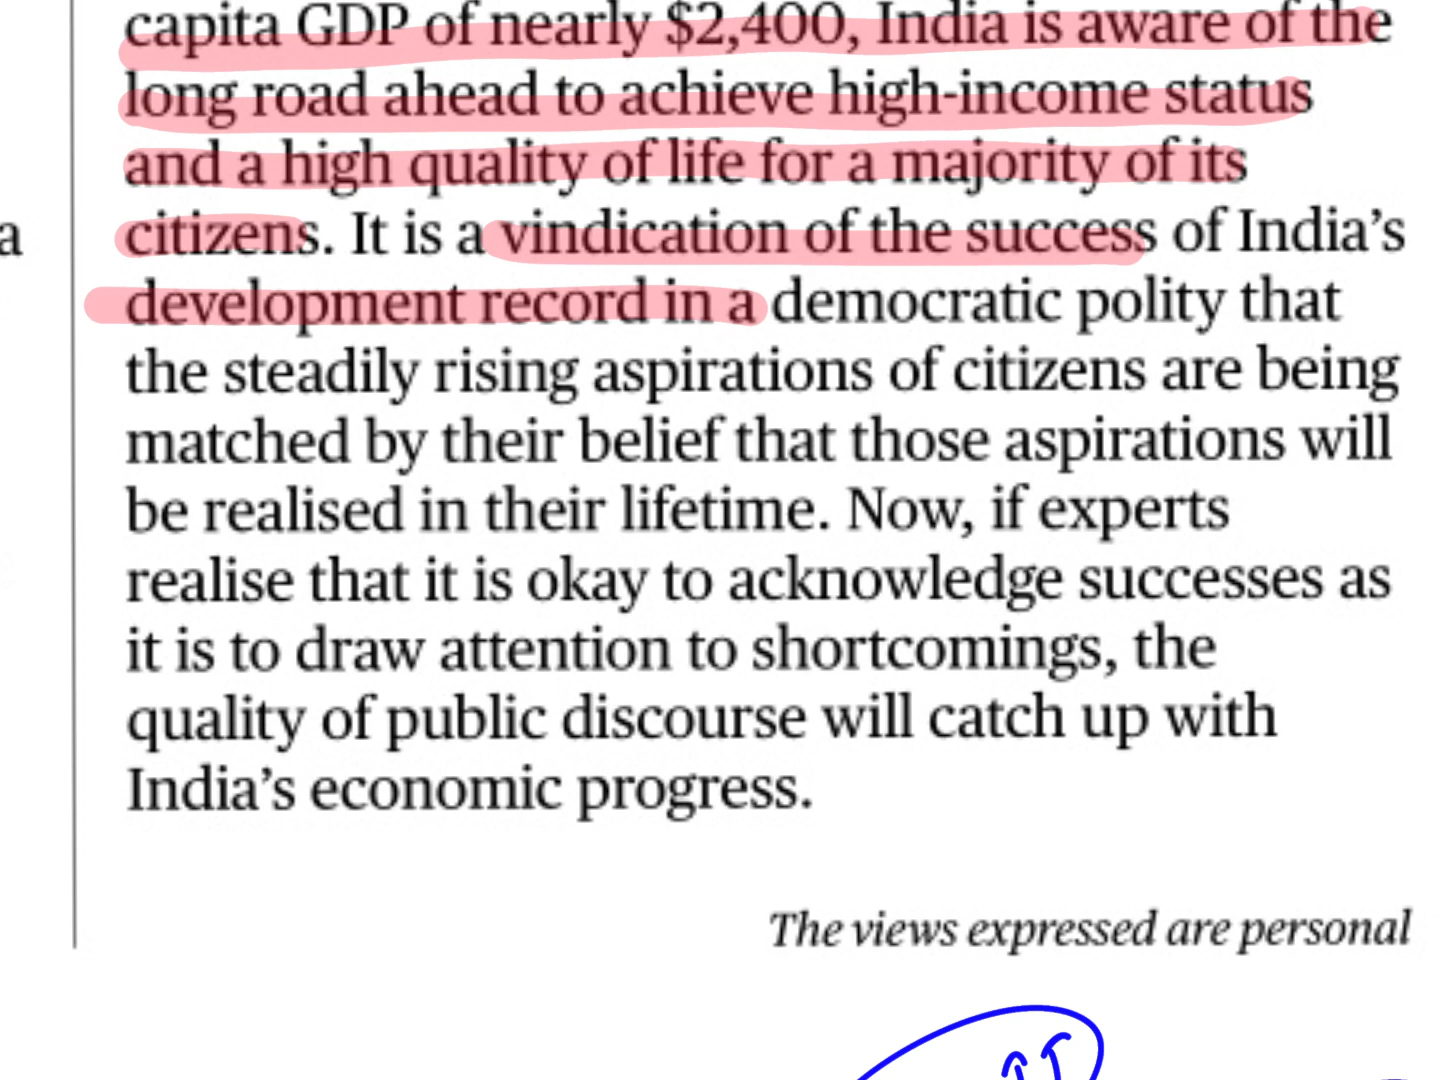 capita GDP of nearly $2,400, India is aware of the
long road ahead to achieve high-income status
and a high quality of life for a majority of its
citizens. It is a vindication of the success of India’s
development record in a democratic polity that
the steadily rising aspirations of citizens are being
matched by their belief that those aspirations will
be realised in their lifetime. Now, if experts
realise that it is okay to acknowledge successes as
it is to draw attention to shortcomings, the
quality of public discourse will catch up with
India’s economic progress.
The views expressed are personal
a